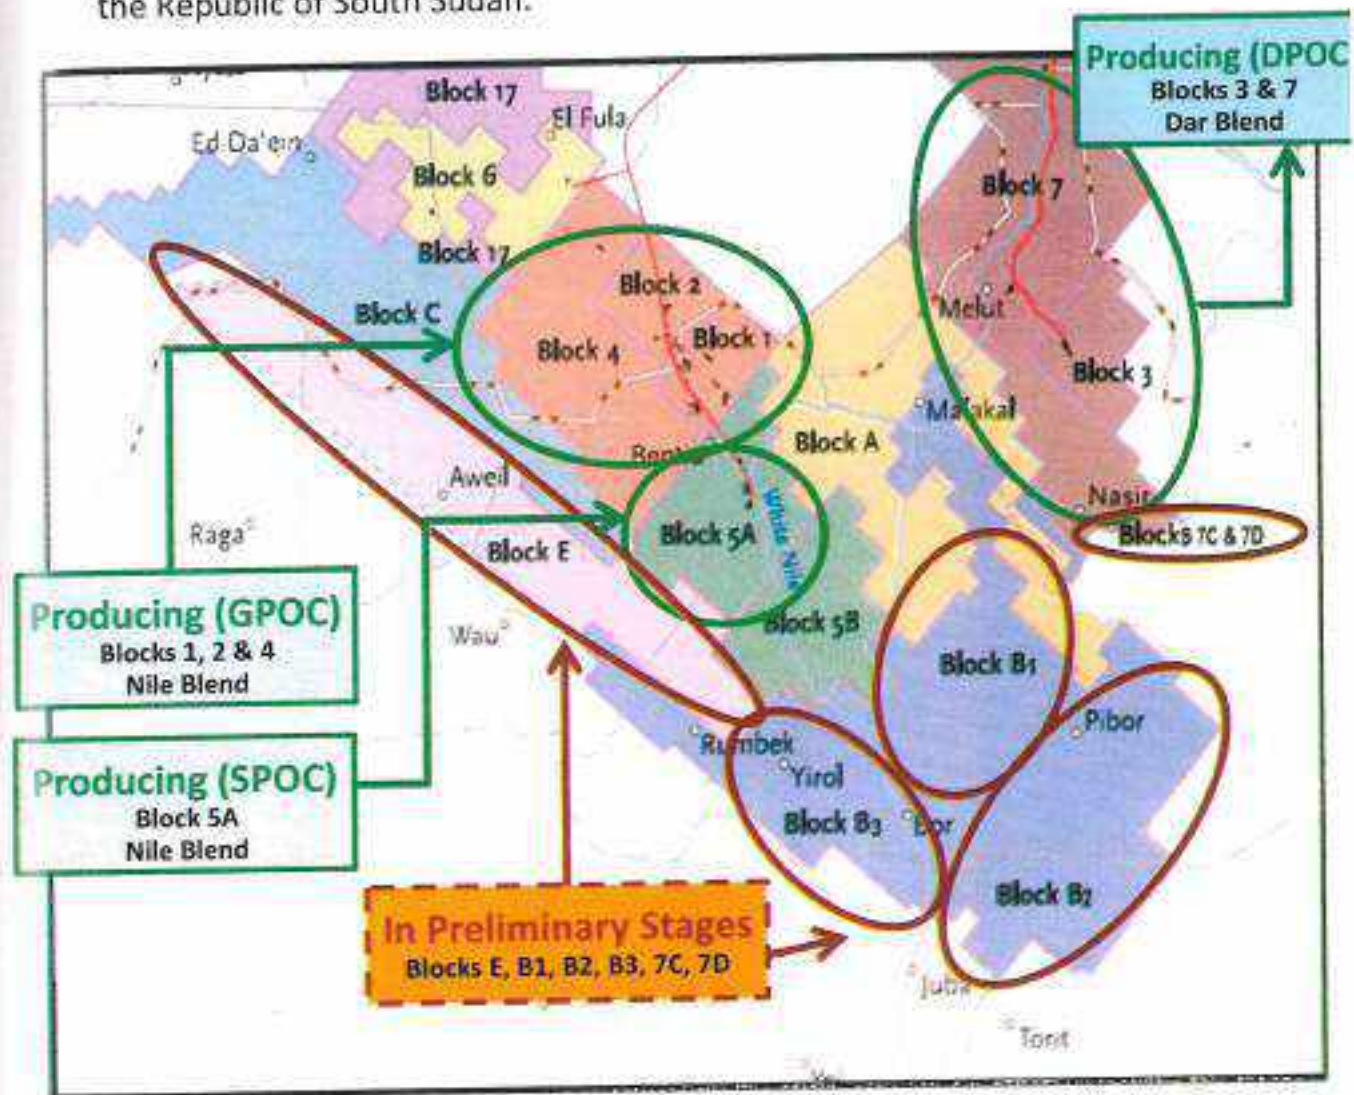 the Republic of South Sudan.
Producing (DPOC
Blocks 3 & 7
Dar Blend
Block 17
El Fula
Ed Da'ein
Block 6
Block 7
Block 17
Block 2
Melut
Block C
Block 1
Block 4
Block 3
Malakal
Block A
Aweil
Nasir
White Nile
Raga
Block 5A
Blocks 7C & 7D
Block E
Producing (GPOC)
Blocks 1, 2 & 4
Nile Blend
Wau
Block 5B
Block B1
Pibor
Rumbek
Yirol
Producing (SPOC)
Block 5A
Nile Blend
Block B3
Bor
Block B2
In Preliminary Stages
Blocks E, B1, B2, B3, 7C, 7D
Juba
Torit